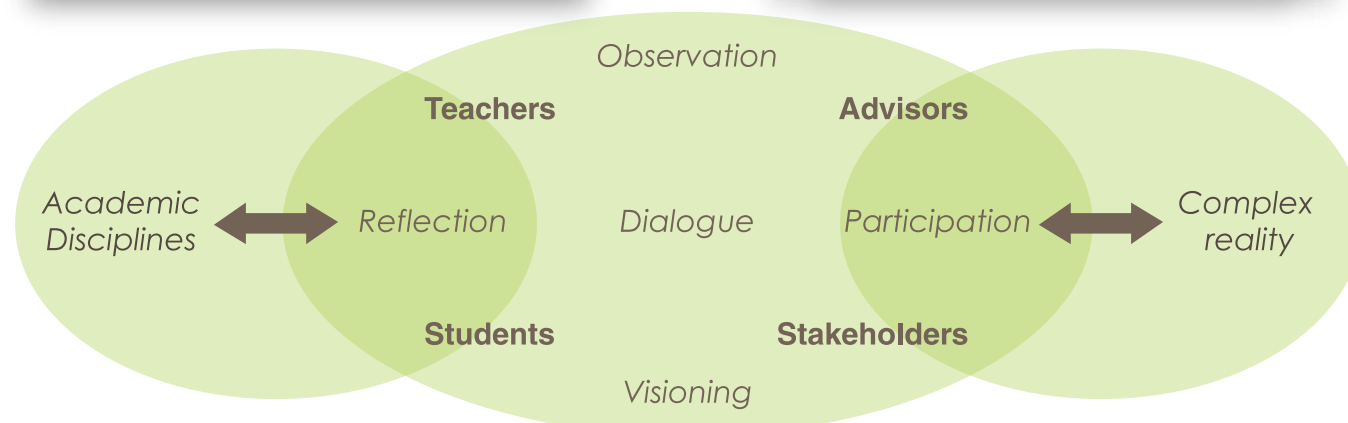 Observation
Teachers
Advisors
Academic
Disciplines
Reflection
Dialogue
Participation
Complex
reality
Students
Stakeholders
Visioning